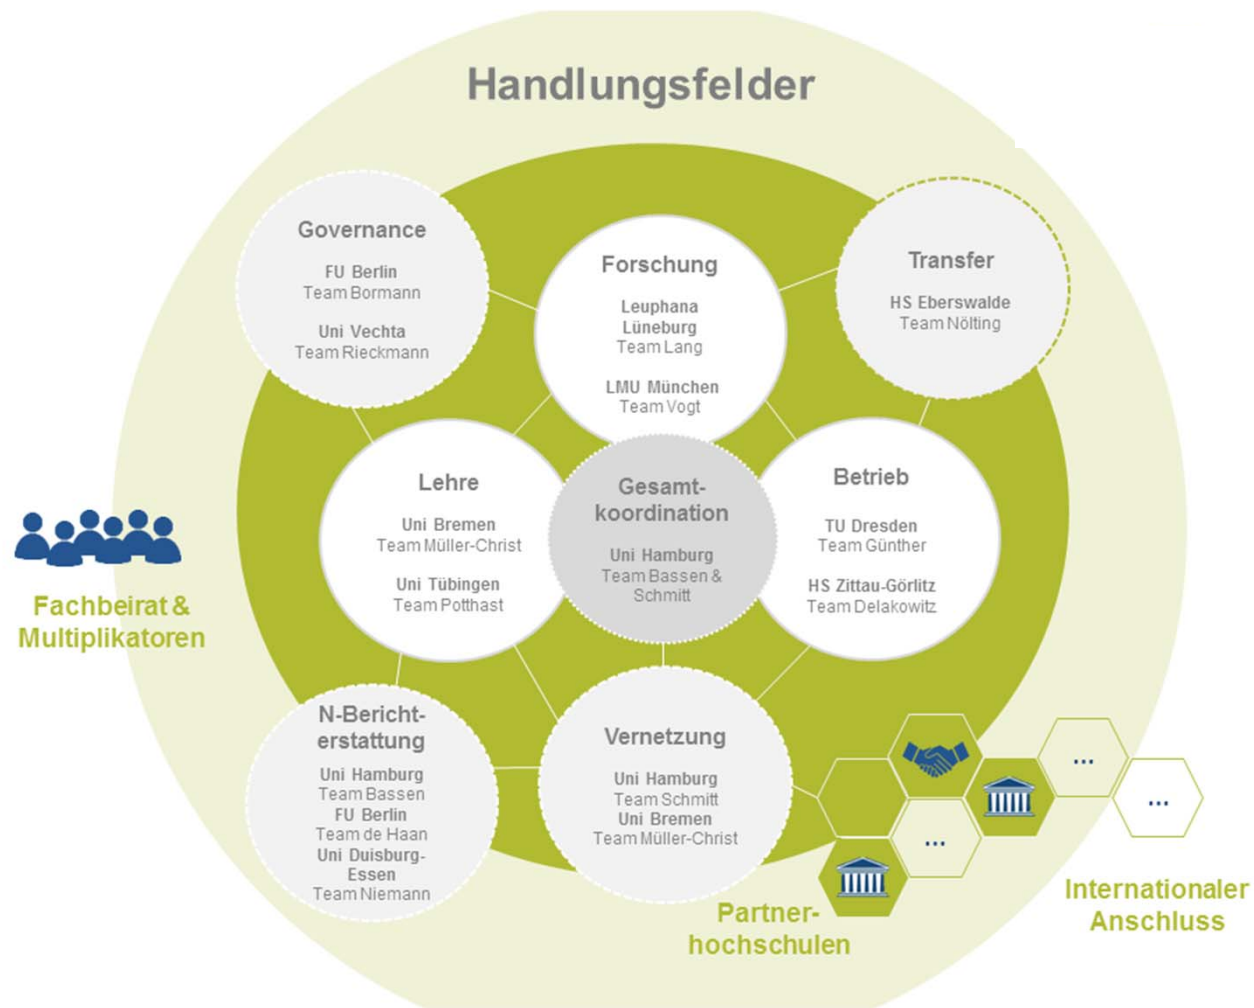 Handlungsfelder
Governance
FU Berlin
Team Bormann
Uni Vechta
Team Rieckmann
Forschung
Leuphana
Lüneburg
Team Lang
LMU München
Team Vogt
Transfer
HS Eberswalde
Team Nölting
Lehre
Uni Bremen
Team Müller-Christ
Uni Tübingen
Team Potthast
Gesamt-
koordination
Uni Hamburg
Team Bassen &
Schmitt
Betrieb
TU Dresden
Team Günther
HS Zittau-Görlitz
Team Delakowitz
Fachbeirat &
Multiplikatoren
N-Bericht-
erstattung
Uni Hamburg
Team Bassen
FU Berlin
Team de Haan
Uni Duisburg-
Essen
Team Niemann
Vernetzung
Uni Hamburg
Team Schmitt
Uni Bremen
Team Müller-Christ
...
...
...
Partner-
hochschulen
Internationaler
Anschluss